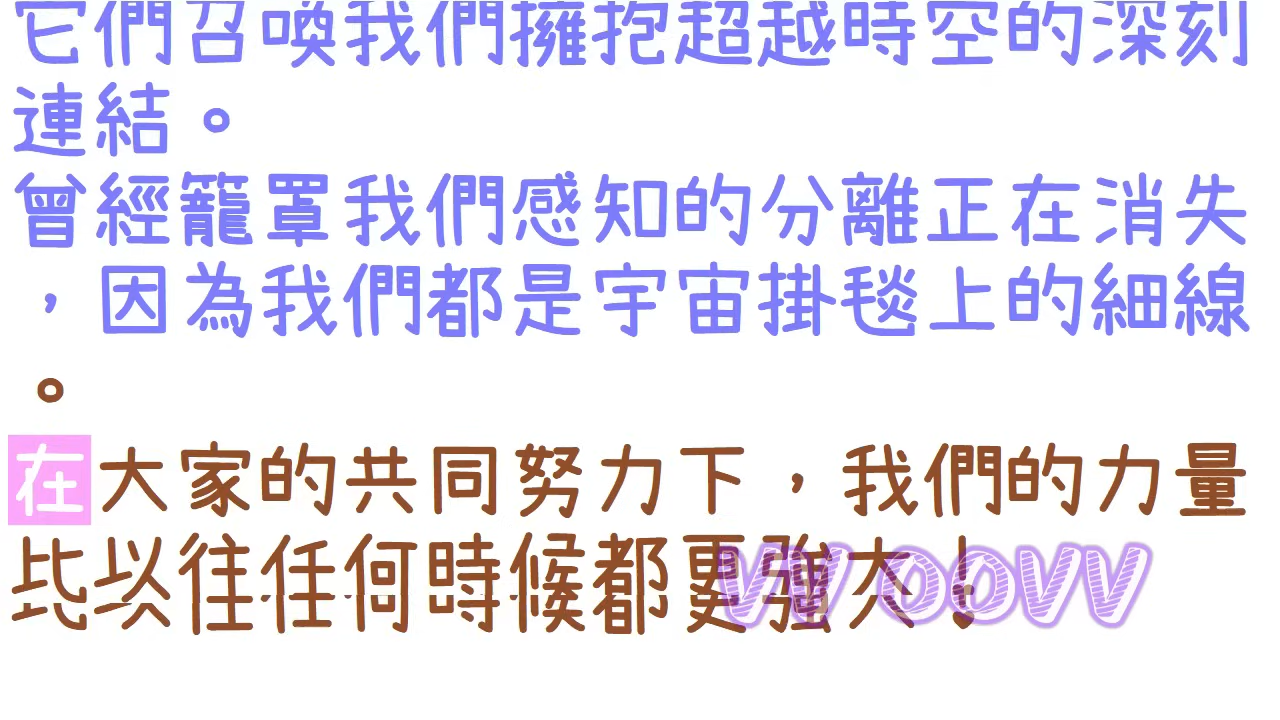 它們召喚我們擁抱超越時空的深刻
連結。
曾經籠罩我們感知的分離正在消失
，因為我們都是宇宙掛毯上的細線
。
在大家的共同努力下，我們的力量
比以往任何時候都更強大！
VV OOVV